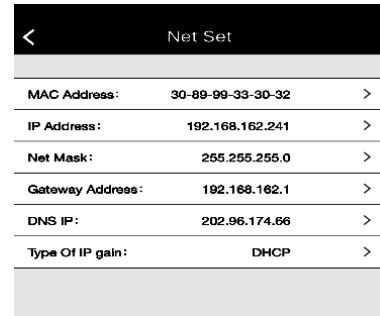 Net Set
MAC Address: 30-89-99-33-30-32
IP Address: 192.168.162.241
Net Mask: 255.255.255.0
Gateway Address: 192.168.162.1
DNS IP: 202.96.174.66
Type Of IP gain: DHCP